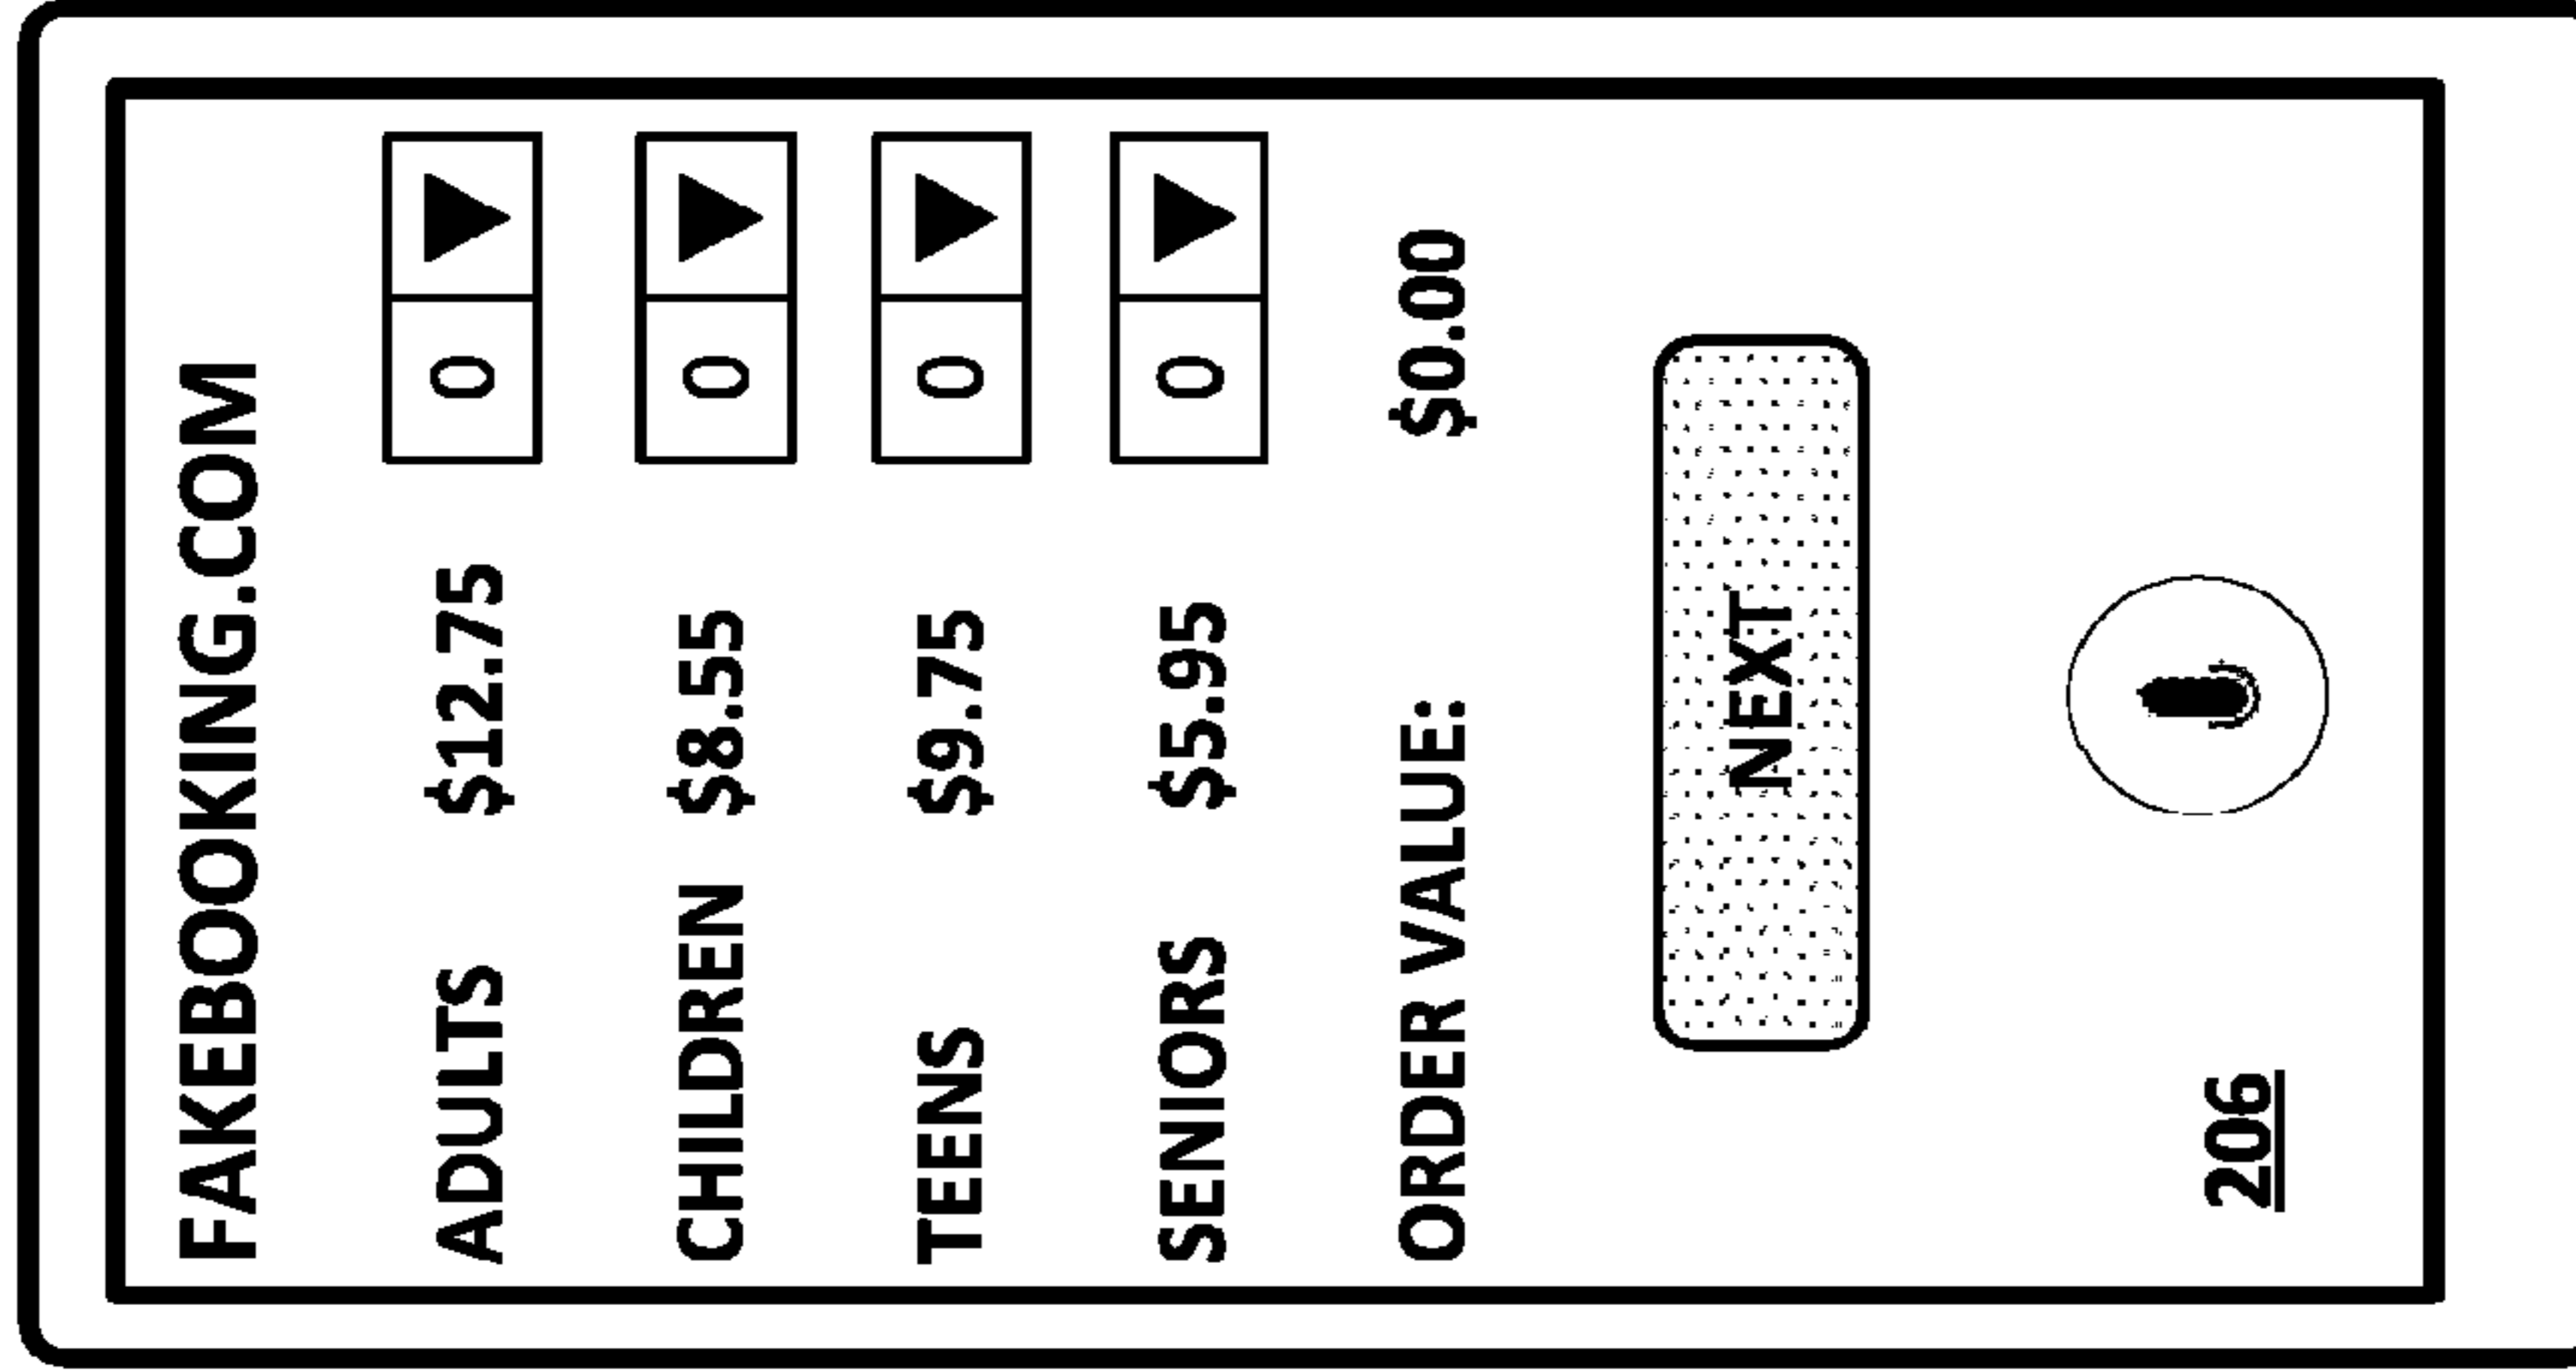 FAKEBOOKING.COM
ADULTS $12.75 0
CHILDREN $8.55 0
TEENS $9.75 0
SENIORS $5.95 0
ORDER VALUE: $0.00
NEXT
206